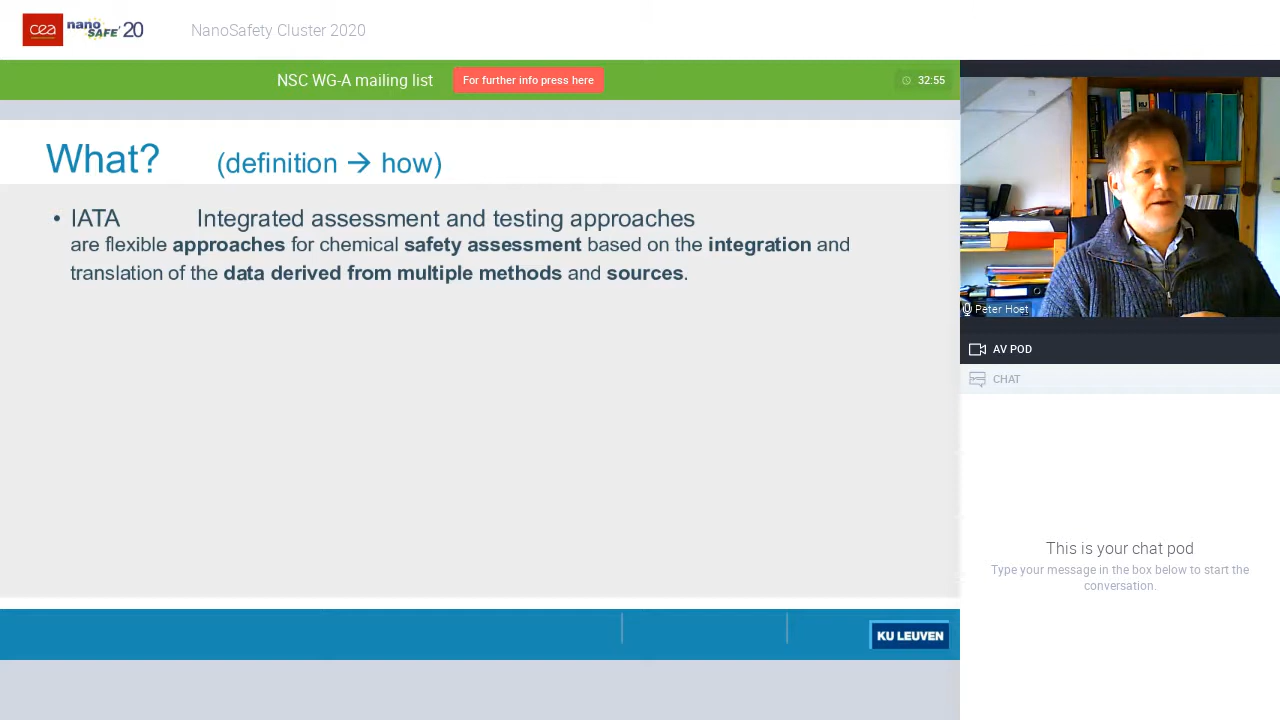 cea nano SAFE' 20
NanoSafety Cluster 2020
NSC WG-A mailing list
For further info press here
32:55
What? (definition → how)
• IATA Integrated assessment and testing approaches
are flexible approaches for chemical safety assessment based on the integration and
translation of the data derived from multiple methods and sources.
KU LEUVEN
Peter Hoet
AV POD
CHAT
This is your chat pod
Type your message in the box below to start the
conversation.